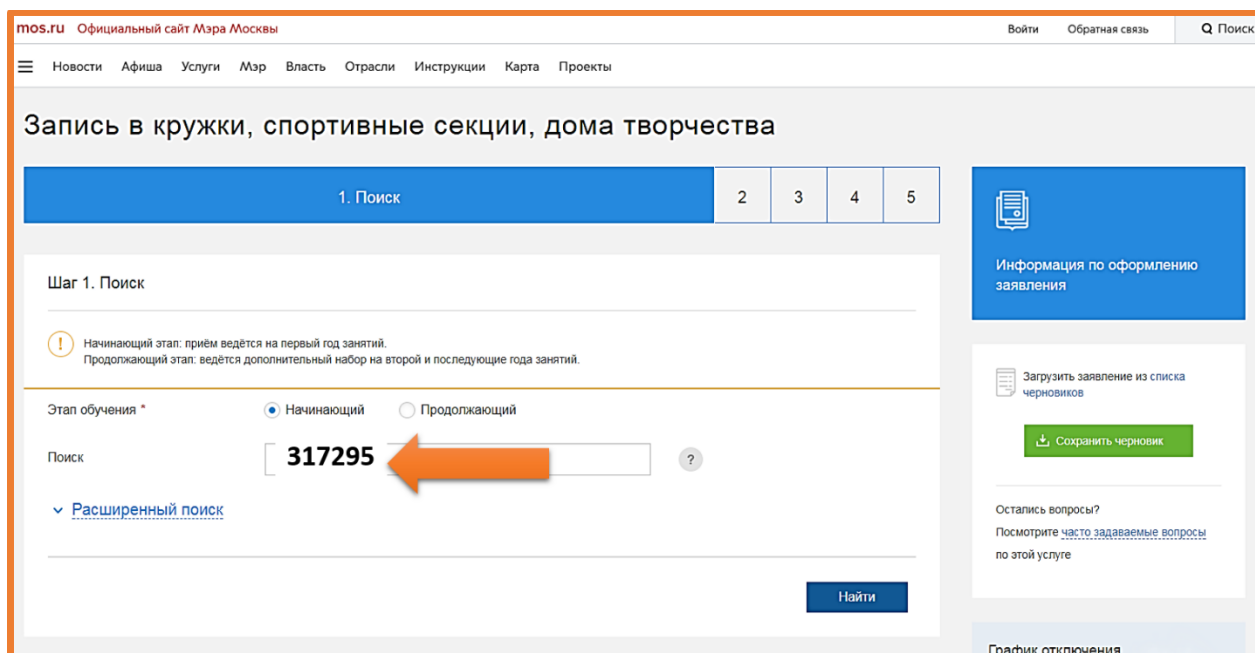 mos.ru Официальный сайт Мэра Москвы
Войти Обратная связь Поиск
Новости Афиша Услуги Мэр Власть Отрасли Инструкции Карта Проекты
Запись в кружки, спортивные секции, дома творчества
1. Поиск 2 3 4 5
Информация по оформлению
заявления
Шаг 1. Поиск
! Начинающий этап: приём ведётся на первый год занятий.
Продолжающий этап: ведётся дополнительный набор на второй и последующие года занятий.
Этап обучения * Начинающий Продолжающий
Поиск 317295 ?
Расширенный поиск
Найти
Загрузить заявление из списка
черновиков
Сохранить черновик
Остались вопросы?
Посмотрите часто задаваемые вопросы
по этой услуге
График отключения